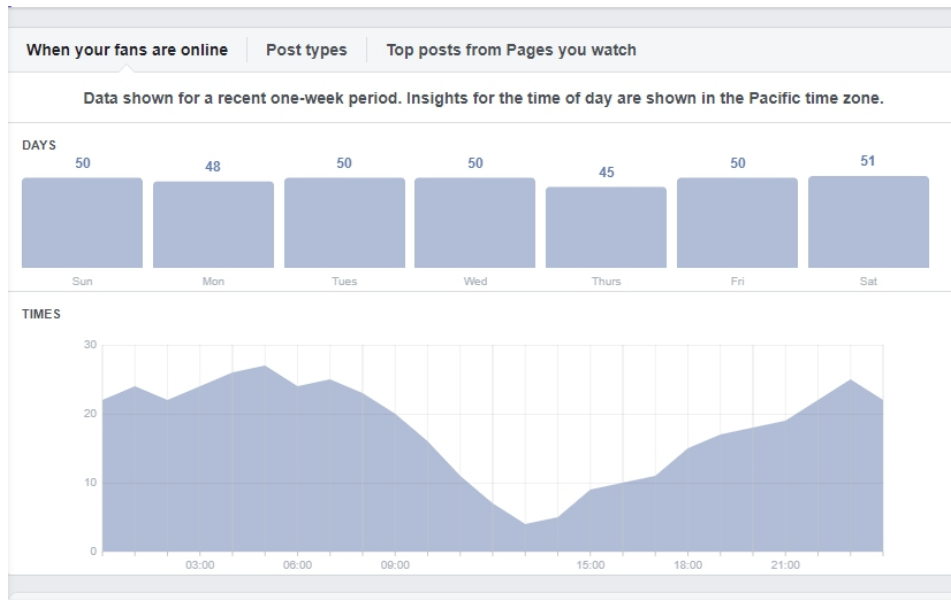 When your fans are online Post types Top posts from Pages you watch
Data shown for a recent one-week period. Insights for the time of day are shown in the Pacific time zone.
DAYS
50 48 50 50 45 50 51
Sun Mon Tues Wed Thurs Fri Sat
TIMES
30
20
10
0
03:00 06:00 09:00 15:00 18:00 21:00